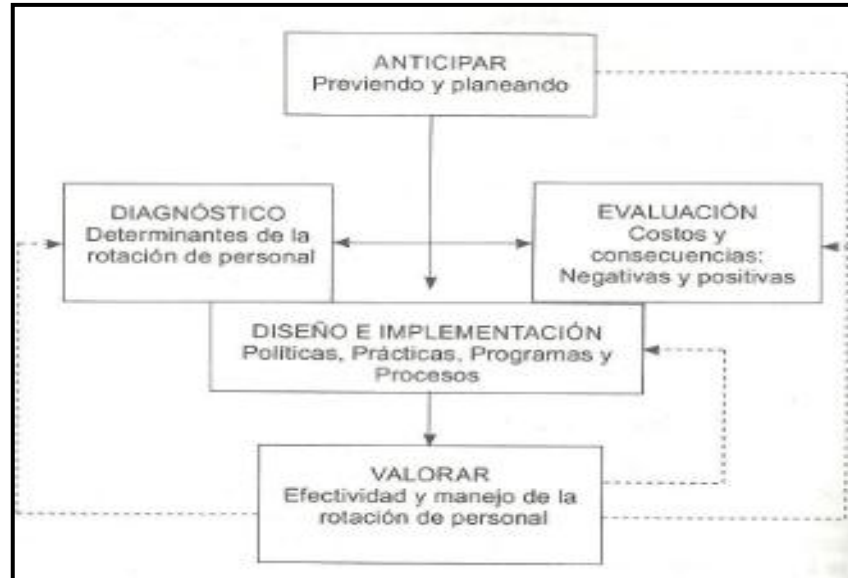 ANTICIPAR
Previendo y planeando
DIAGNÓSTICO
Determinantes de la
rotación de personal
EVALUACIÓN
Costos y
consecuencias:
Negativas y positivas
DISEÑO E IMPLEMENTACIÓN
Políticas, Prácticas. Programas y
Procesos
VALORAR
Efectividad y manejo de la
rotación de personal